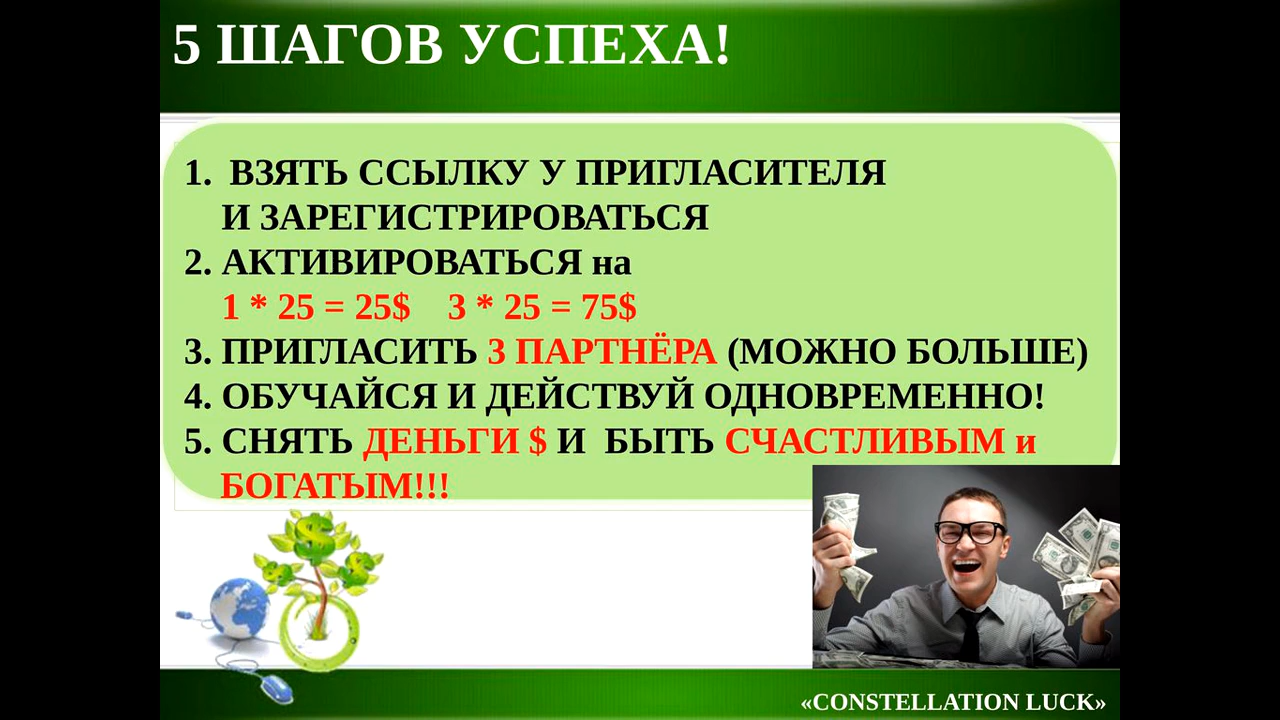 5 ШАГОВ УСПЕХА!
1. ВЗЯТЬ ССЫЛКУ У ПРИГЛАСИТЕЛЯ
И ЗАРЕГИСТРИРОВАТЬСЯ
2. АКТИВИРОВАТЬСЯ на
1 * 25 = 25$ 3 * 25 = 75$
3. ПРИГЛАСИТЬ 3 ПАРТНЁРА (МОЖНО БОЛЬШЕ)
4. ОБУЧАЙСЯ И ДЕЙСТВУЙ ОДНОВРЕМЕННО!
5. СНЯТЬ ДЕНЬГИ $ И БЫТЬ СЧАСТЛИВЫМ и
БОГАТЫМ!!!
«CONSTELLATION LUCK»